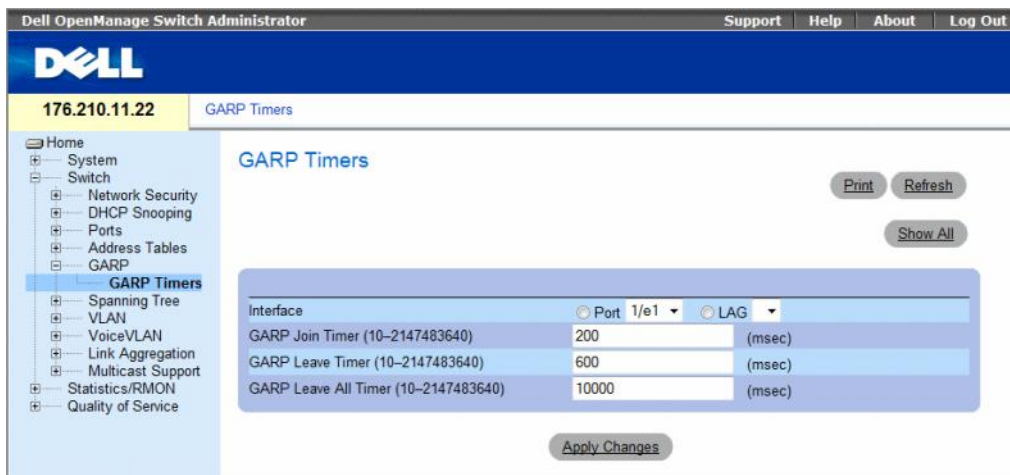 Dell OpenManage Switch Administrator Support Help About Log Out
DELL
176.210.11.22 GARP Timers
Home
System
Switch
Network Security
DHCP Snooping
Ports
Address Tables
GARP
GARP Timers
Spanning Tree
VLAN
VoiceVLAN
Link Aggregation
Multicast Support
Statistics/RMON
Quality of Service
GARP Timers
Print Refresh
Show All
Interface Port 1/e1 LAG
GARP Join Timer (10–2147483640) 200 (msec)
GARP Leave Timer (10–2147483640) 600 (msec)
GARP Leave All Timer (10–2147483640) 10000 (msec)
Apply Changes